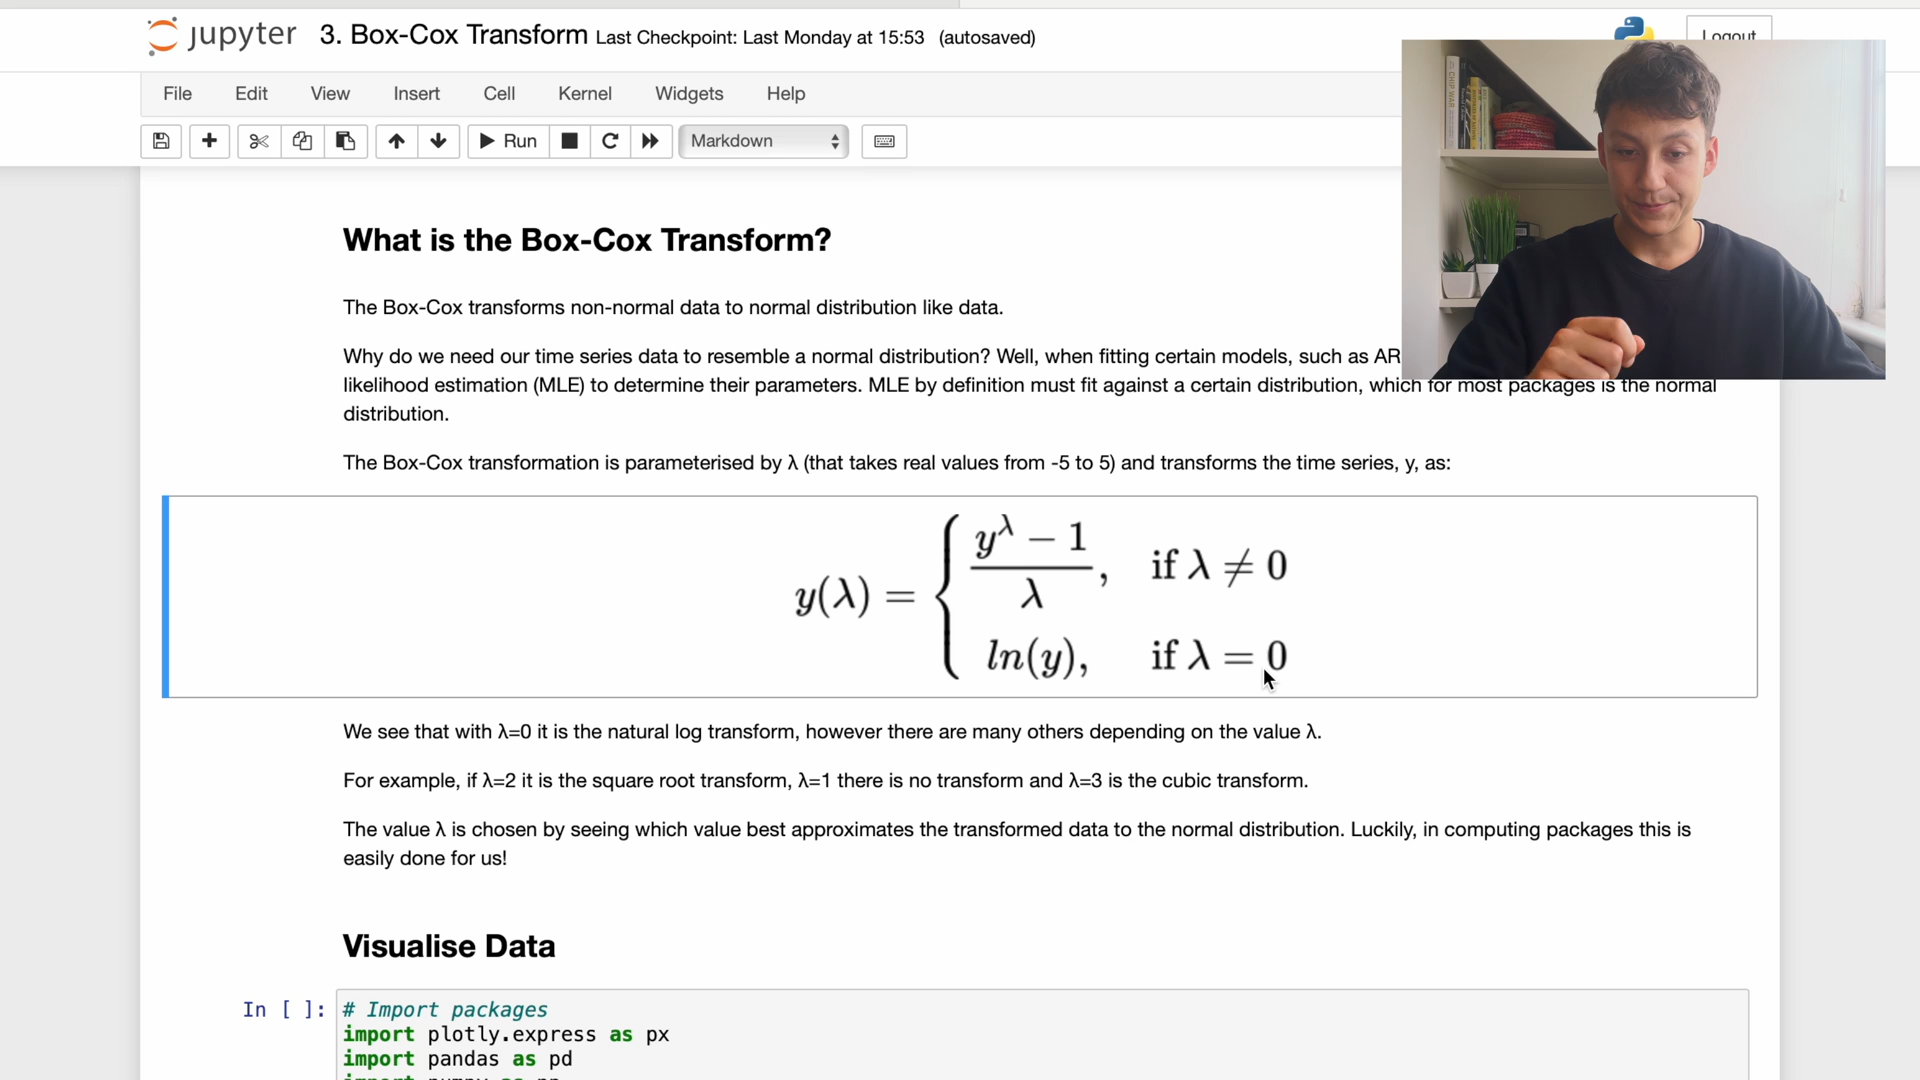 jupyter 3. Box-Cox Transform Last Checkpoint: Last Monday at 15:53 (autosaved)
Logout
File Edit View Insert Cell Kernel Widgets Help
Run Markdown
CHIP WAR
What is the Box-Cox Transform?
The Box-Cox transforms non-normal data to normal distribution like data.
Why do we need our time series data to resemble a normal distribution? Well, when fitting certain models, such as AR
likelihood estimation (MLE) to determine their parameters. MLE by definition must fit against a certain distribution, which for most packages is the normal
distribution.
The Box-Cox transformation is parameterised by λ (that takes real values from -5 to 5) and transforms the time series, y, as:
y(λ) = { (y^λ − 1)/λ, if λ ≠ 0
ln(y), if λ = 0
We see that with λ=0 it is the natural log transform, however there are many others depending on the value λ.
For example, if λ=2 it is the square root transform, λ=1 there is no transform and λ=3 is the cubic transform.
The value λ is chosen by seeing which value best approximates the transformed data to the normal distribution. Luckily, in computing packages this is
easily done for us!
Visualise Data
In [ ]: # Import packages
import plotly.express as px
import pandas as pd